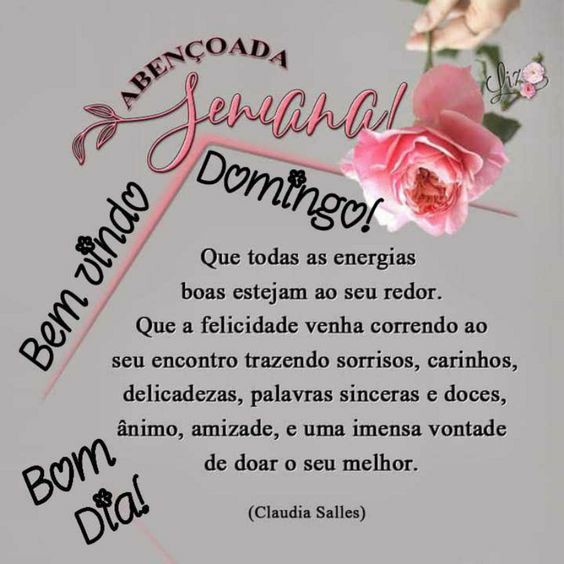 ABENÇOADA
Semana!
Liz
Bem vindo
Domingo!
Que todas as energias
boas estejam ao seu redor.
Que a felicidade venha correndo ao
seu encontro trazendo sorrisos, carinhos,
delicadezas, palavras sinceras e doces,
ânimo, amizade, e uma imensa vontade
de doar o seu melhor.
(Claudia Salles)
Bom
Dia!